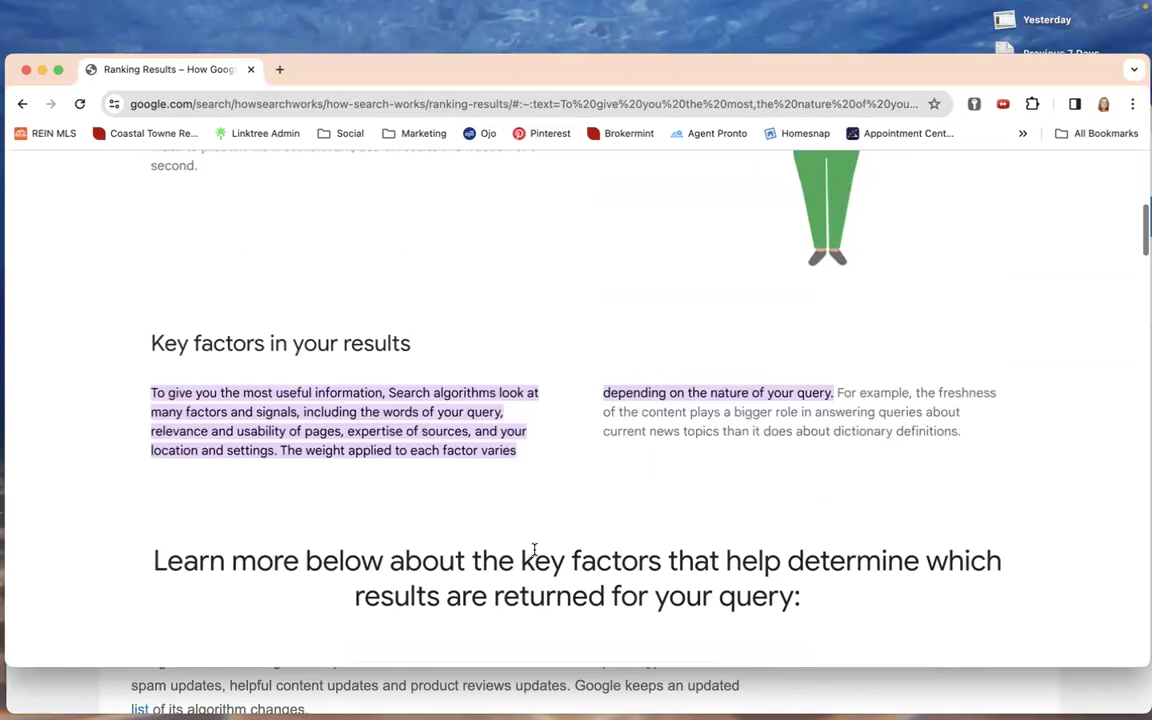 Yesterday
Previous 7 Days
Ranking Results – How Goog
google.com/search/howsearchworks/how-search-works/ranking-results/#:~:text=To%20give%20you%20the%20most,the%20nature%20of%20you...
REIN MLS
Coastal Towne Re...
Linktree Admin
Social
Marketing
Ojo
Pinterest
Brokermint
Agent Pronto
Homesnap
Appointment Cent...
»
All Bookmarks
second.
Key factors in your results
To give you the most useful information, Search algorithms look at
many factors and signals, including the words of your query,
relevance and usability of pages, expertise of sources, and your
location and settings. The weight applied to each factor varies
depending on the nature of your query. For example, the freshness
of the content plays a bigger role in answering queries about
current news topics than it does about dictionary definitions.
Learn more below about the key factors that help determine which
results are returned for your query:
spam updates, helpful content updates and product reviews updates. Google keeps an updated
list of its algorithm changes.